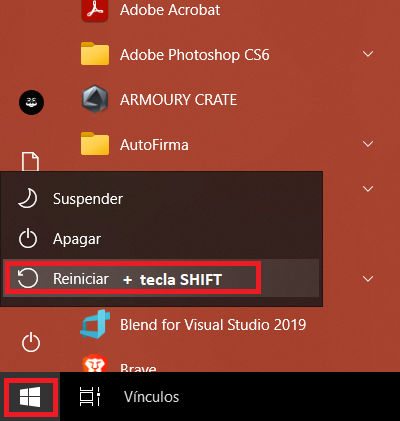 Adobe Acrobat
Adobe Photoshop CS6
ARMOURY CRATE
AutoFirma
Suspender
Apagar
Reiniciar + tecla SHIFT
Blend for Visual Studio 2019
Brave
Vínculos